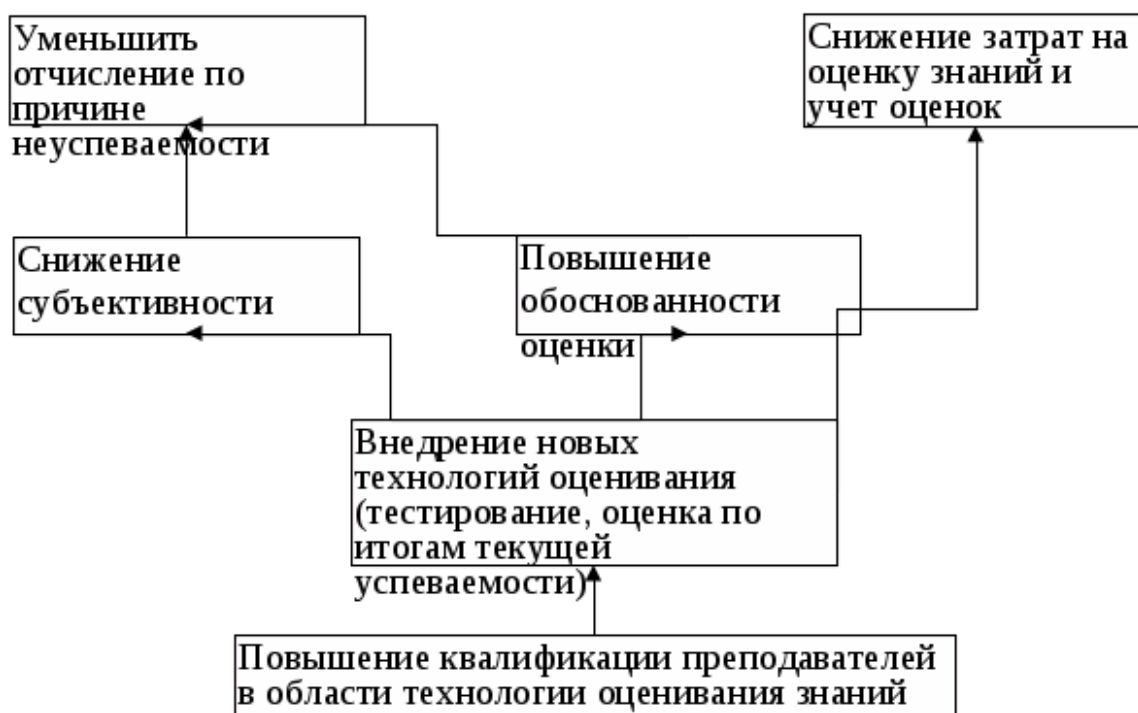 Уменьшить
отчисление по
причине
неуспеваемости
Снижение затрат на
оценку знаний и
учет оценок
Снижение
субъективности
Повышение
обоснованности
оценки
Внедрение новых
технологий оценивания
(тестирование, оценка по
итогам текущей
успеваемости)
Повышение квалификации преподавателей
в области технологии оценивания знаний